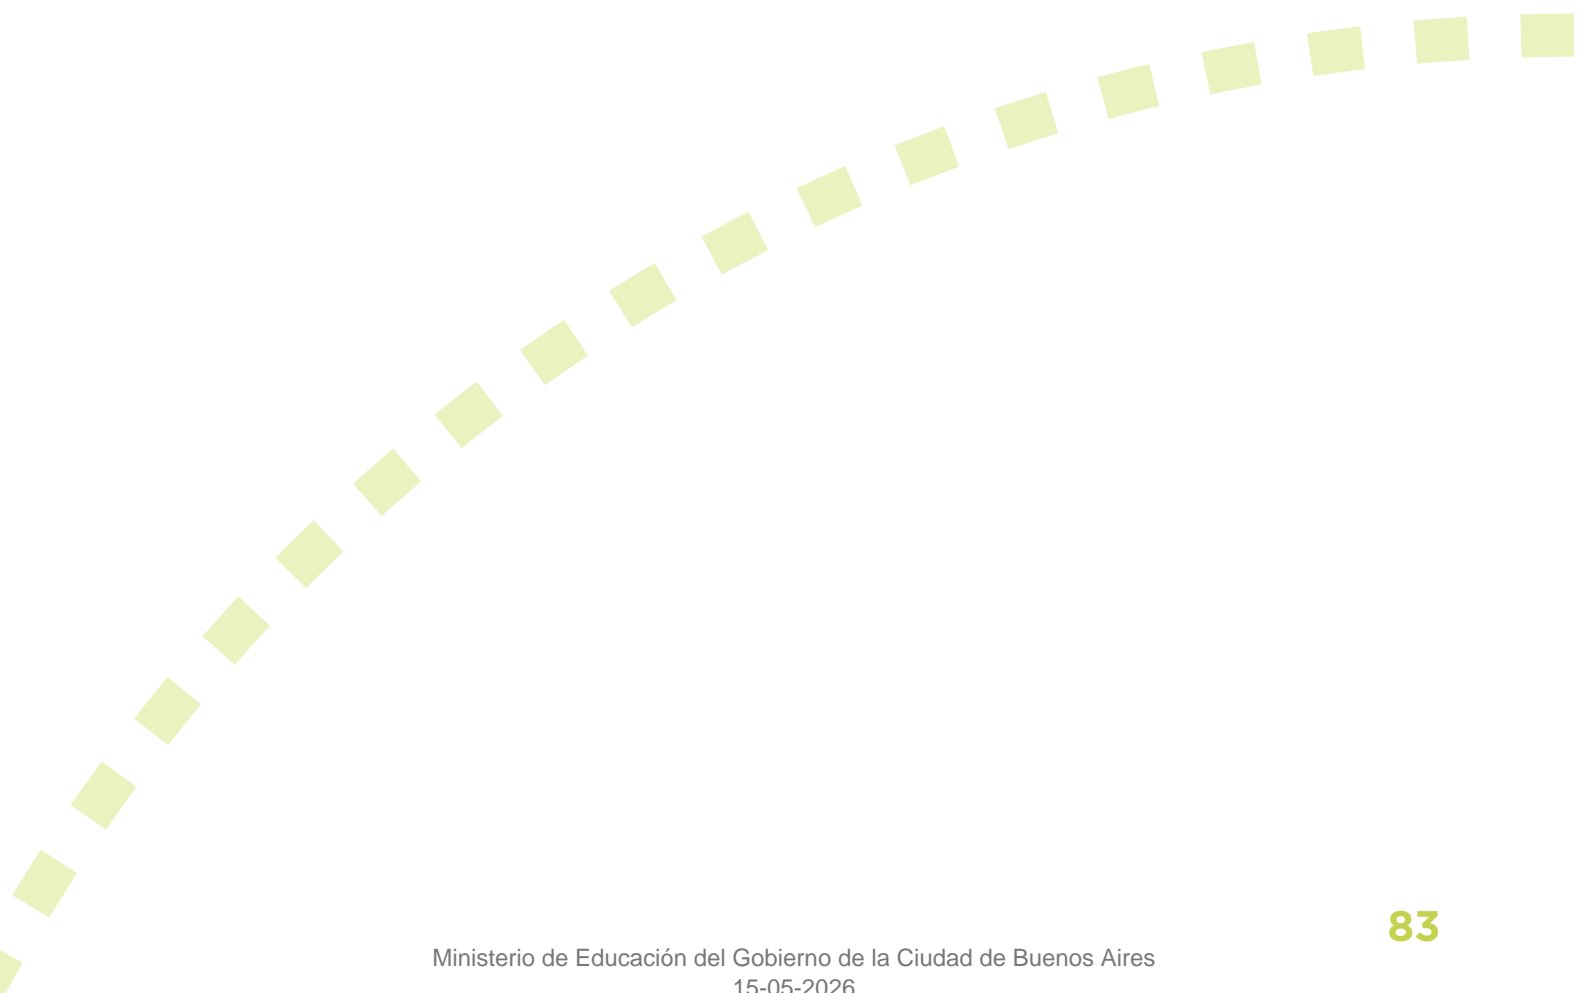 83
Ministerio de Educación del Gobierno de la Ciudad de Buenos Aires
15-05-2026